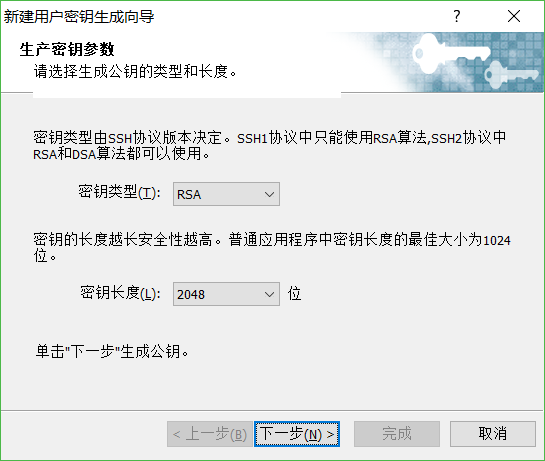 新建用户密钥生成向导
生产密钥参数
请选择生成公钥的类型和长度。
密钥类型由SSH协议版本决定。SSH1协议中只能使用RSA算法,SSH2协议中
RSA和DSA算法都可以使用。
密钥类型(T): RSA
密钥的长度越长安全性越高。普通应用程序中密钥长度的最佳大小为1024
位。
密钥长度(L): 2048 位
单击"下一步"生成公钥。
< 上一步(B) 下一步(N) > 完成 取消